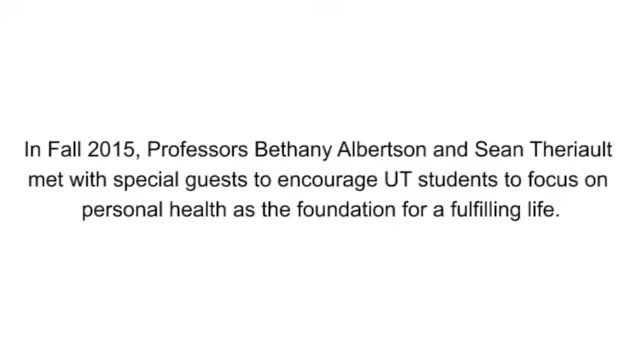 In Fall 2015, Professors Bethany Albertson and Sean Theriault
met with special guests to encourage UT students to focus on
personal health as the foundation for a fulfilling life.